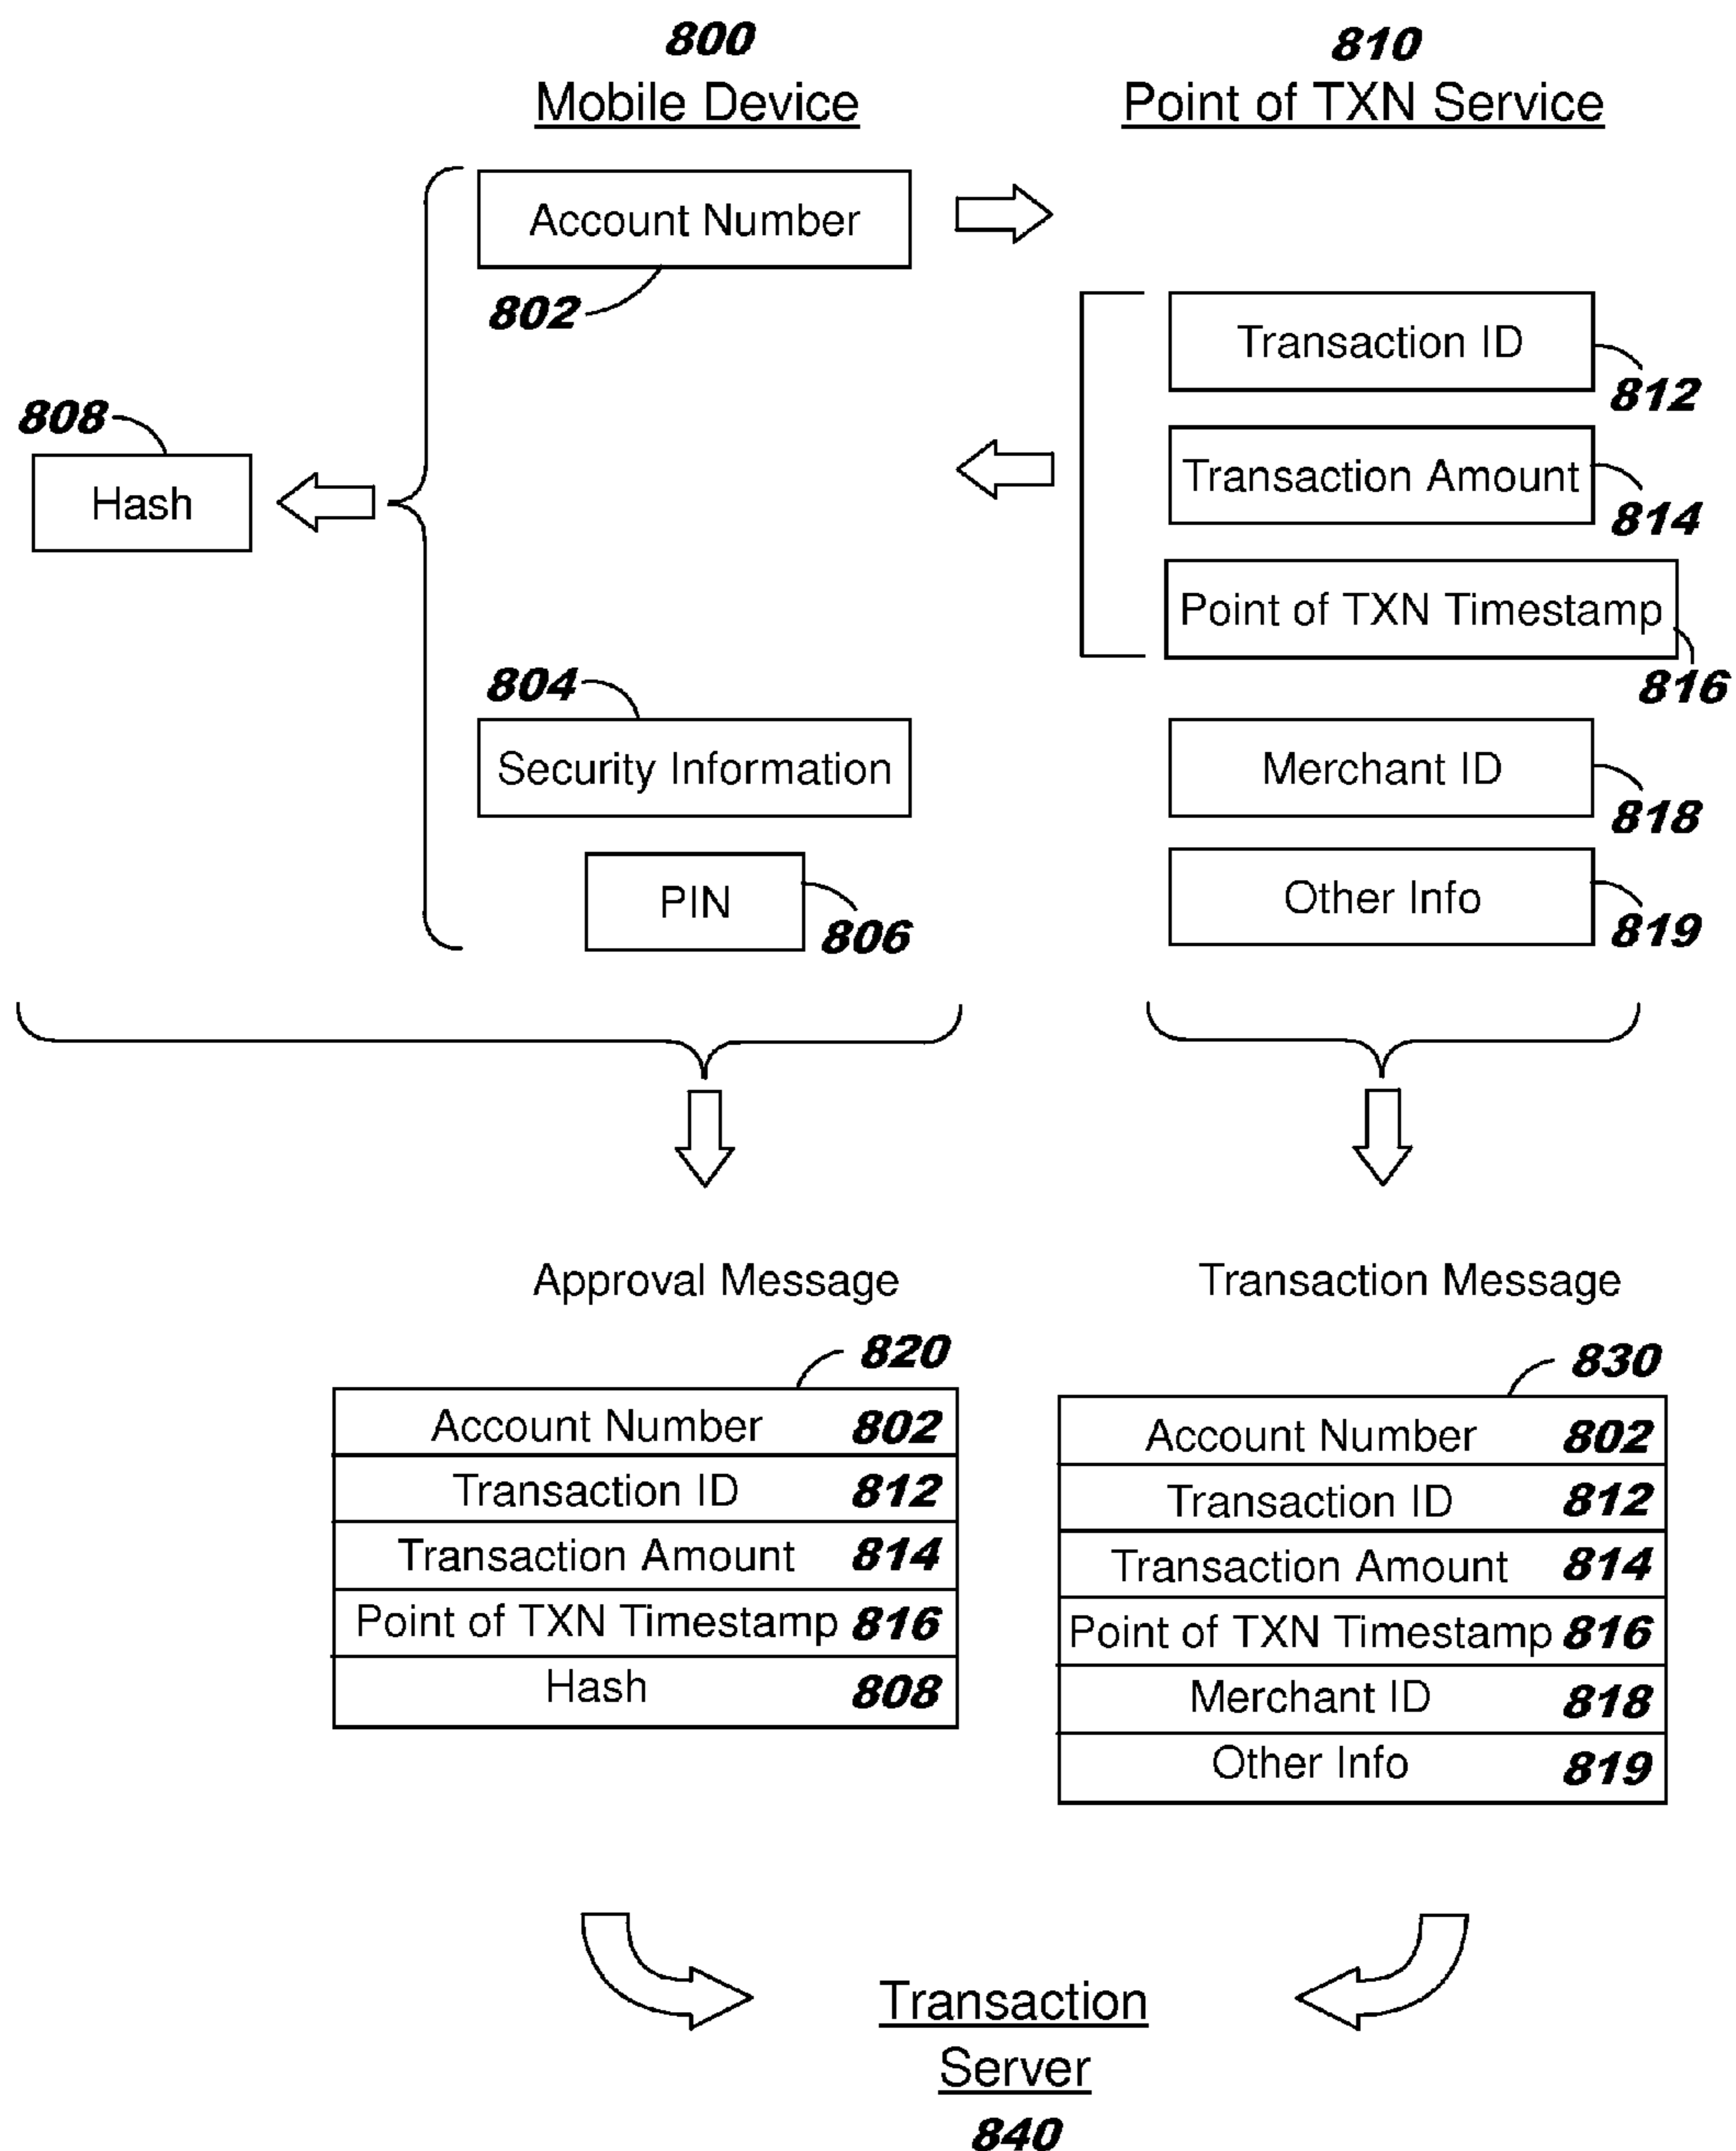 800
Mobile Device
810
Point of TXN Service
Account Number
802
Transaction ID
812
808
Hash
Transaction Amount
814
Point of TXN Timestamp
816
804
Security Information
Merchant ID
818
PIN
806
Other Info
819
Approval Message
Transaction Message
820
Account Number 802
Transaction ID 812
Transaction Amount 814
Point of TXN Timestamp 816
Hash 808
830
Account Number 802
Transaction ID 812
Transaction Amount 814
Point of TXN Timestamp 816
Merchant ID 818
Other Info 819
Transaction
Server
840